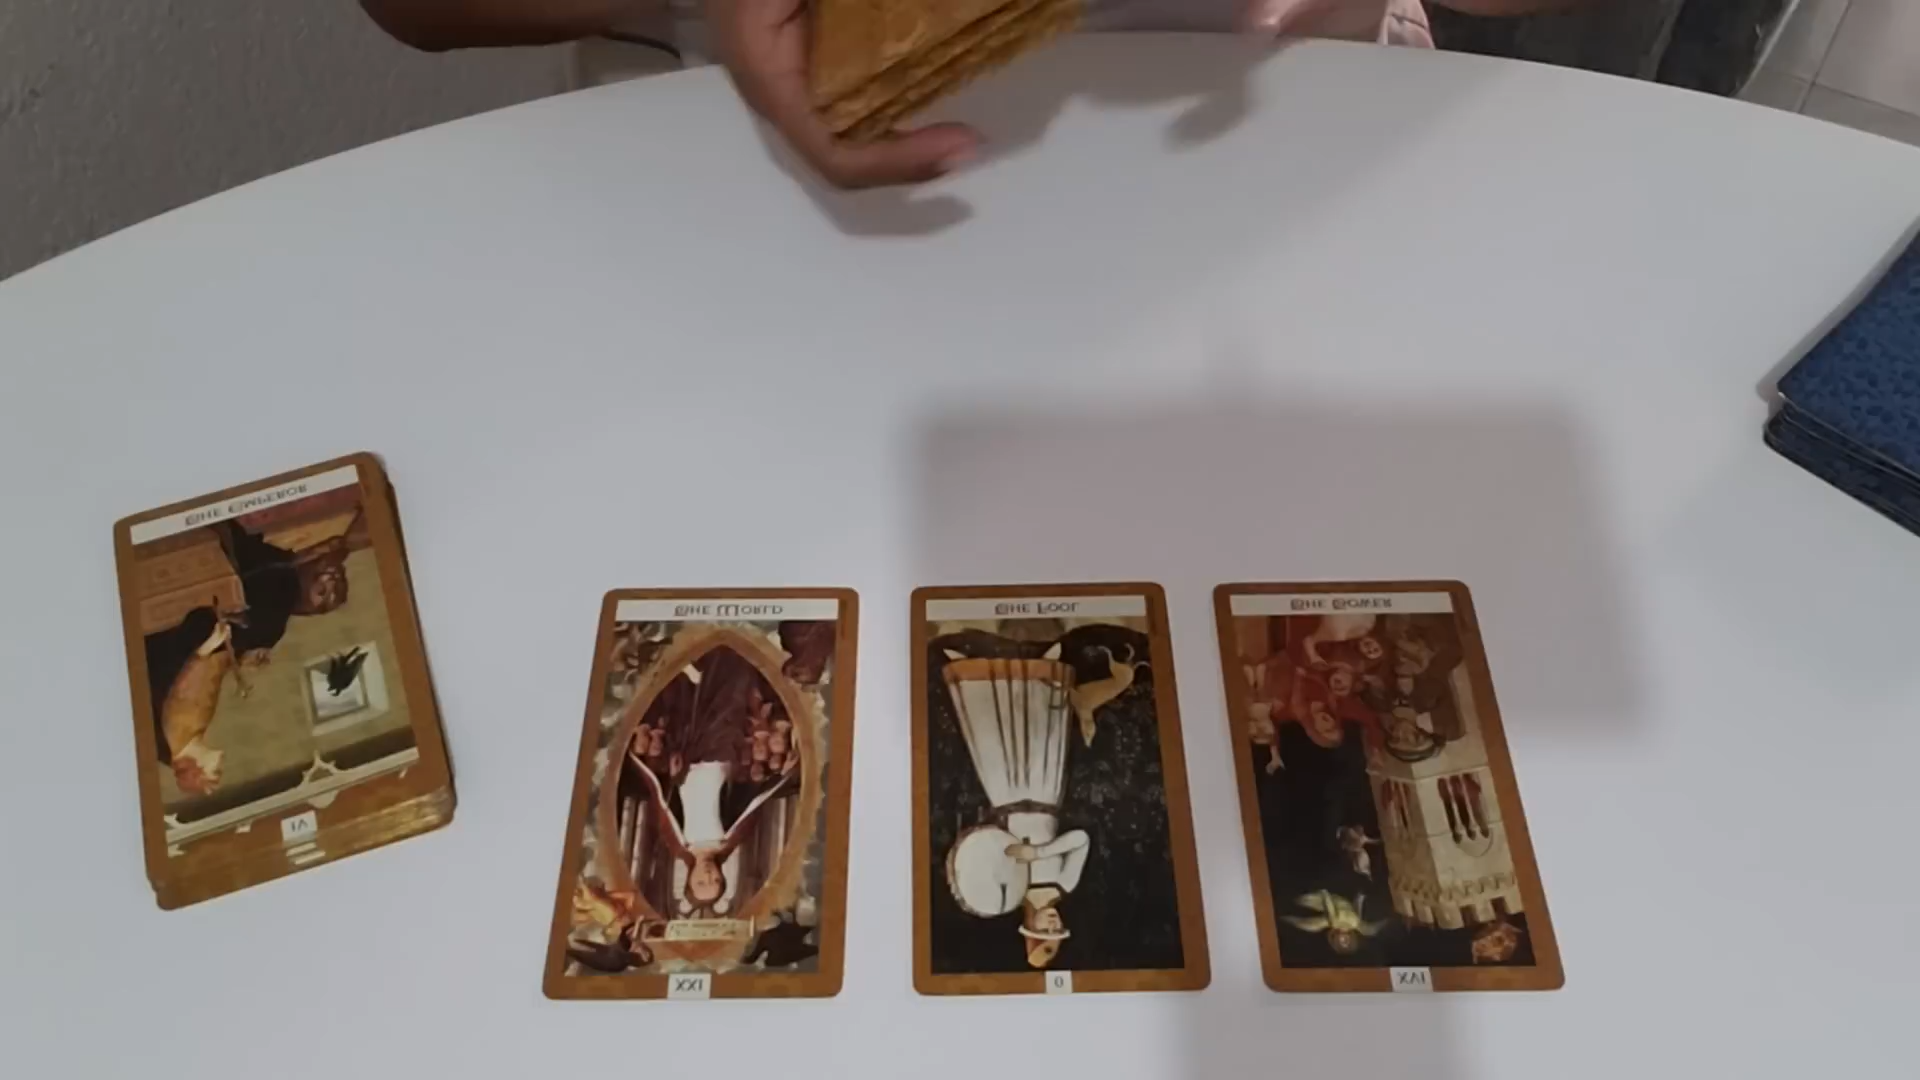 THE EMPEROR
IV
THE WORLD
XXI
THE FOOL
0
THE TOWER
XVI